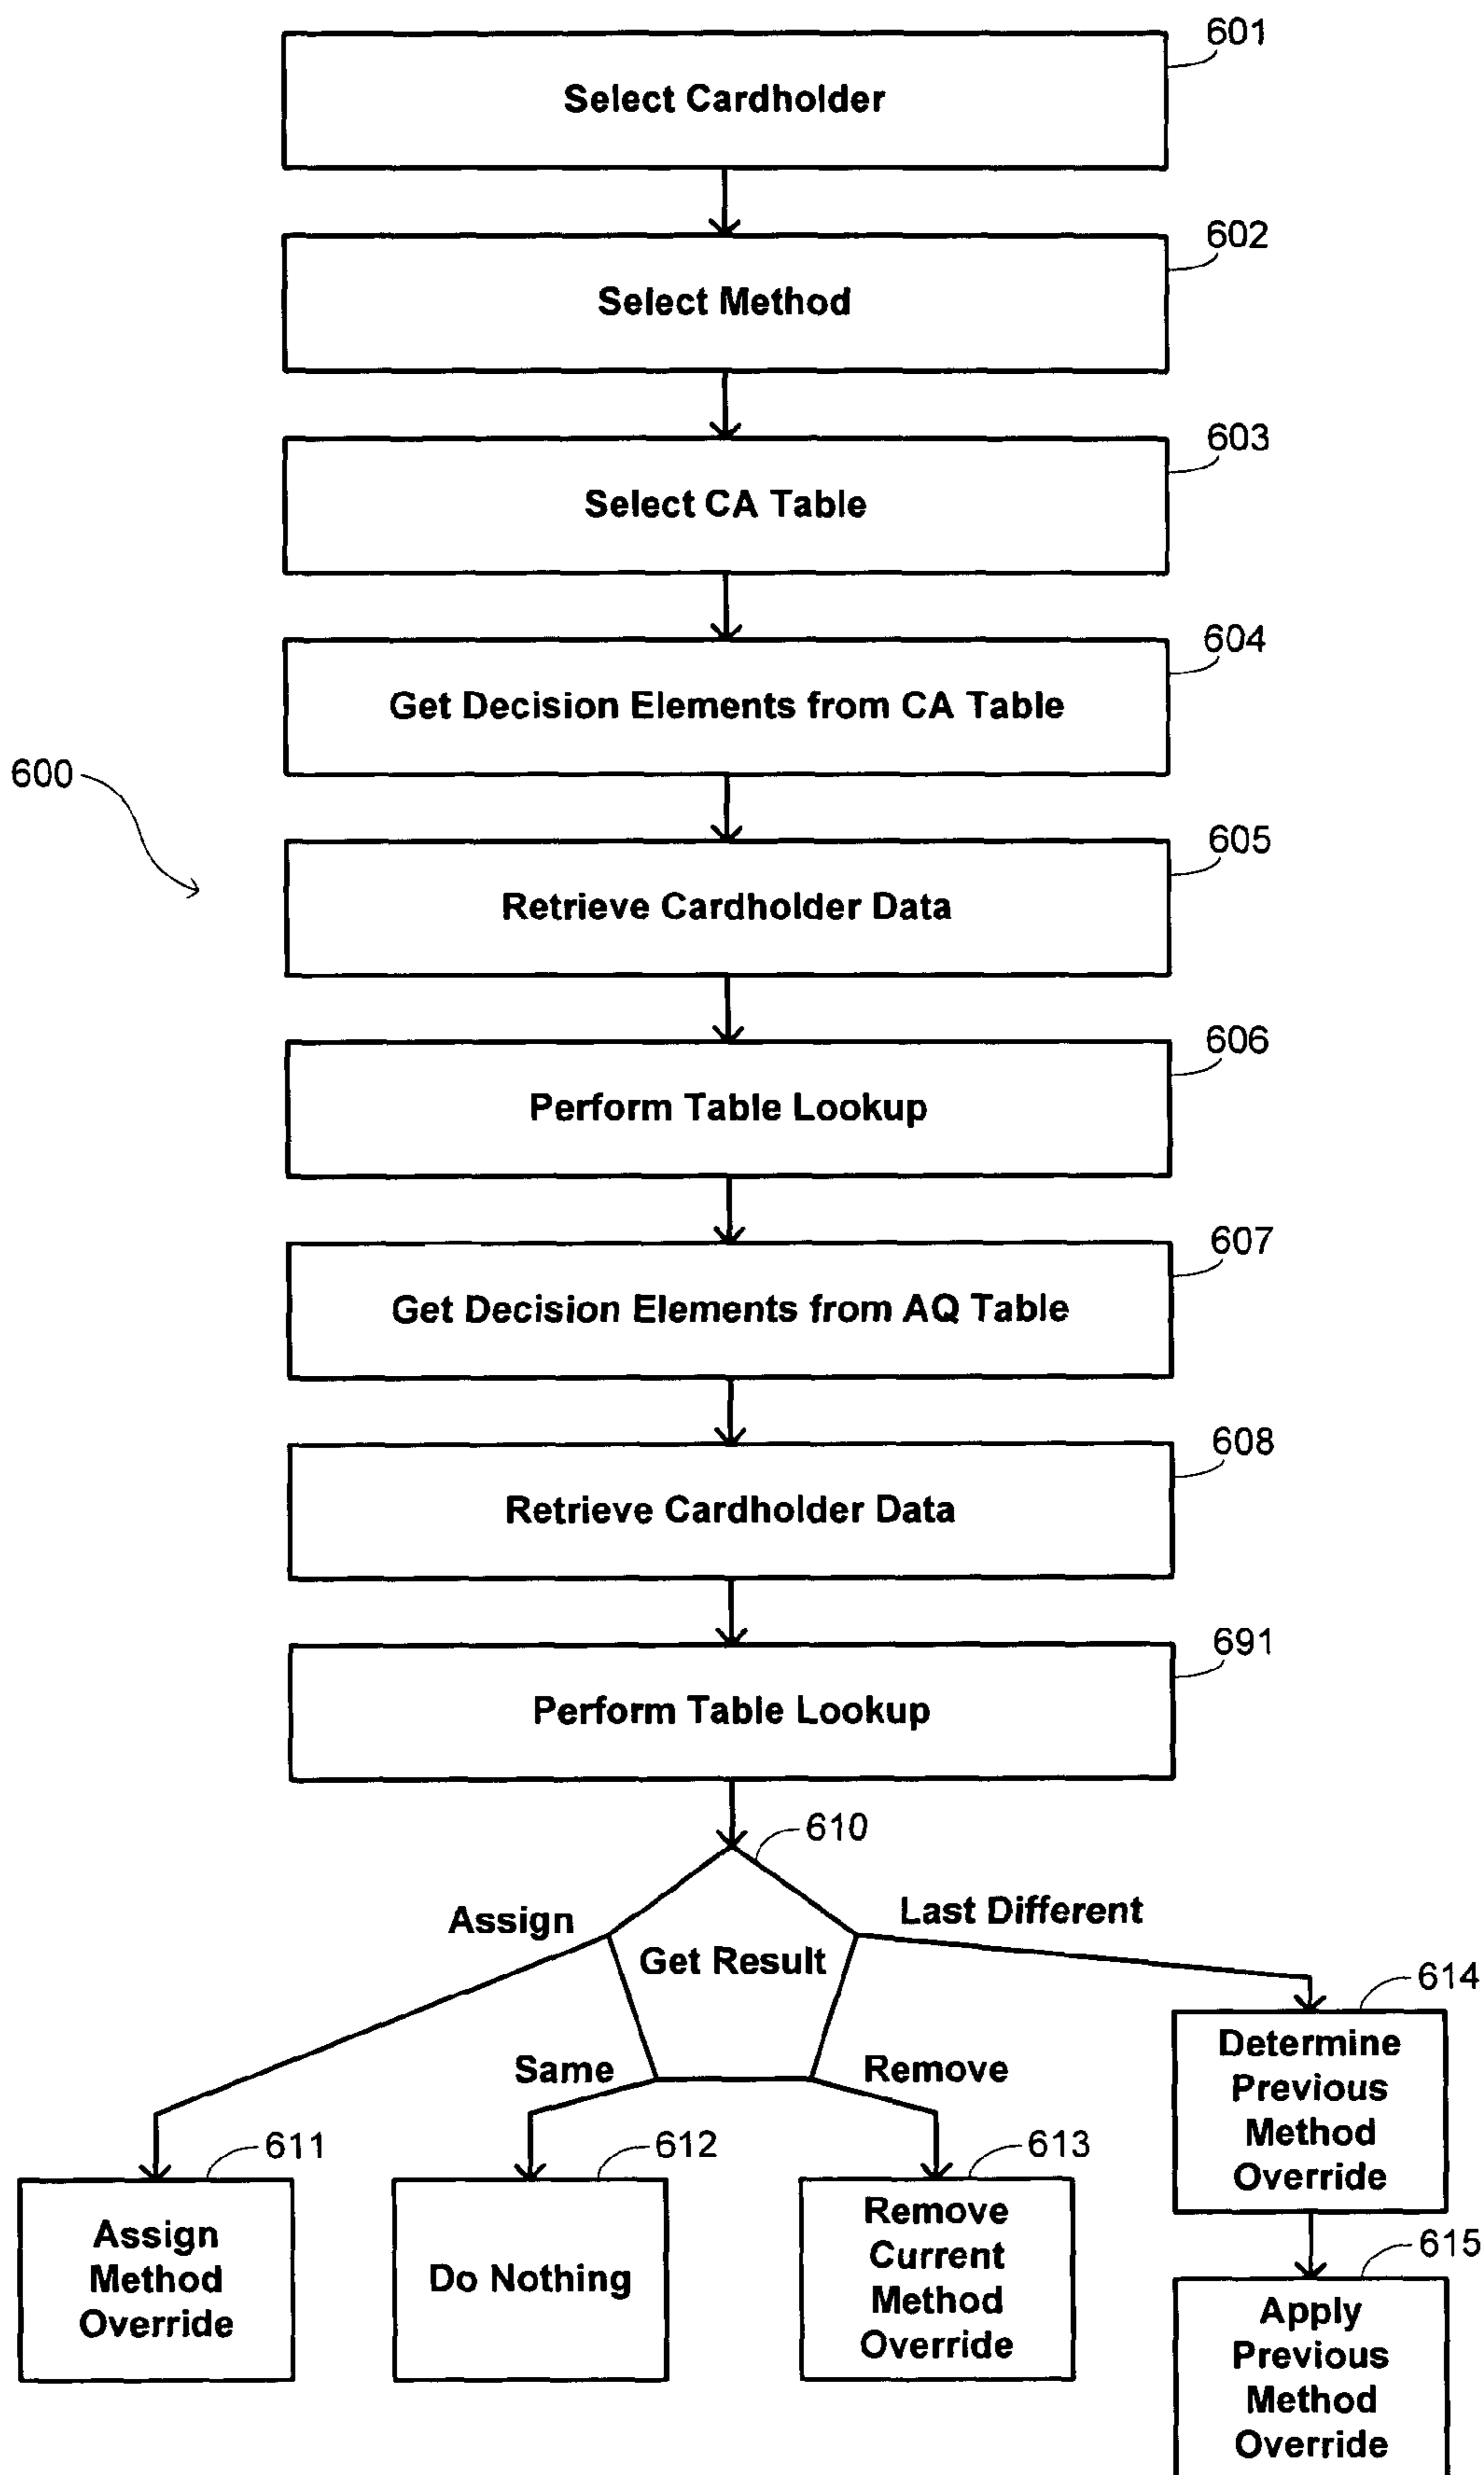 601
Select Cardholder
602
Select Method
603
Select CA Table
604
Get Decision Elements from CA Table
600
605
Retrieve Cardholder Data
606
Perform Table Lookup
607
Get Decision Elements from AQ Table
608
Retrieve Cardholder Data
691
Perform Table Lookup
610
Assign
Last Different
Get Result
614
Same
Remove
Determine
Previous
Method
Override
611
612
613
Assign
Method
Override
Do Nothing
Remove
Current
Method
Override
615
Apply
Previous
Method
Override